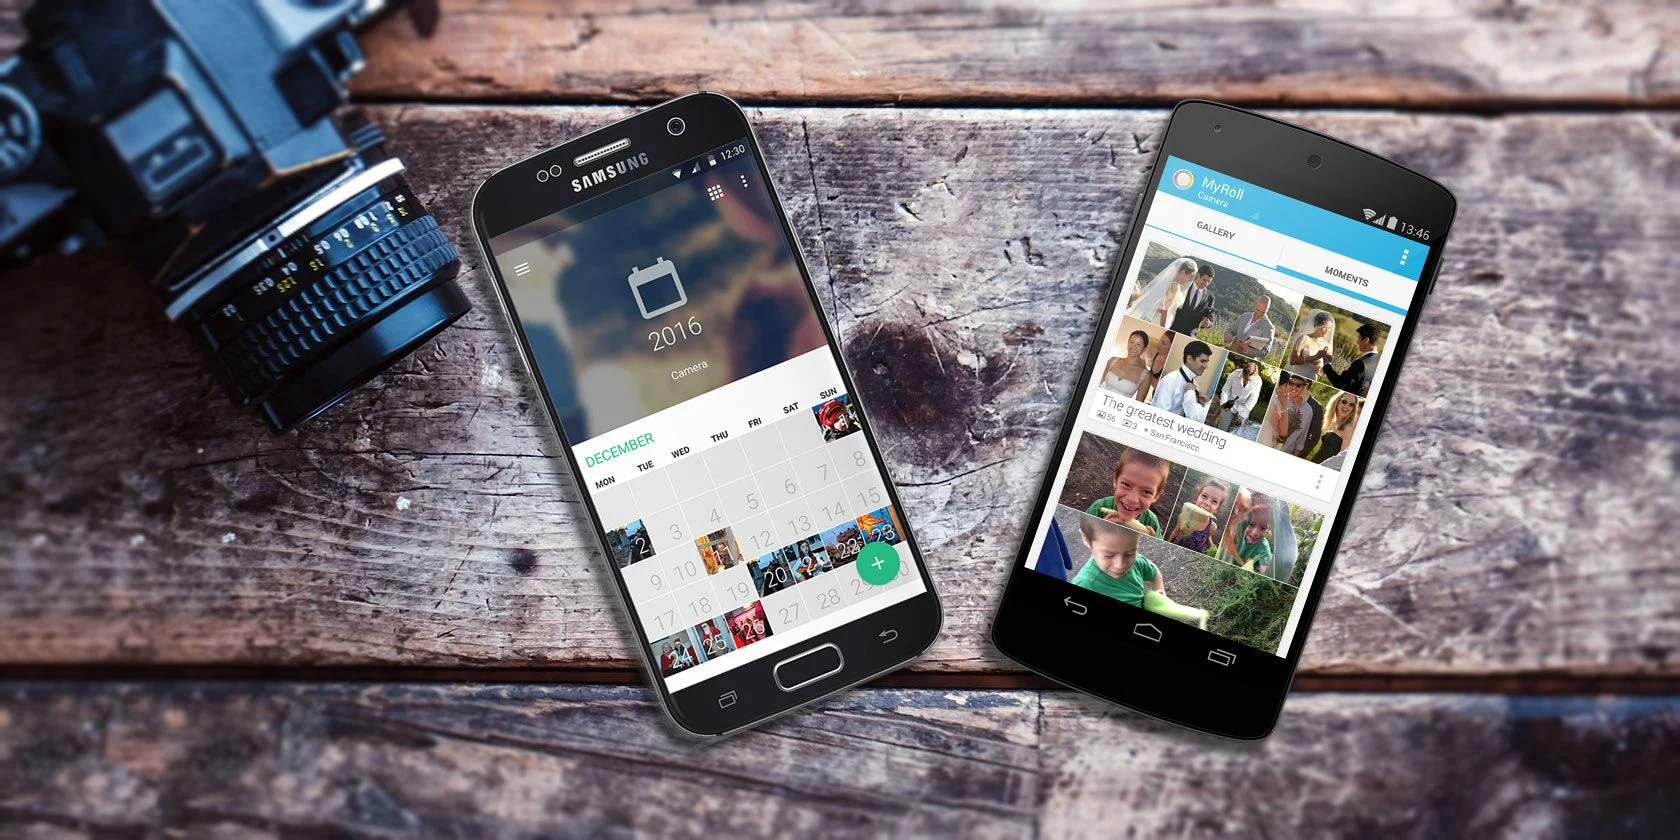 SAMSUNG
12:30
2016
Camera
DECEMBER
MON TUE WED THU FRI SAT SUN
2 3 4 5 6 7 8
9 10 11 12 13 14 15
17 18 19 20 21 22 23
24 25 26 27 28 29 30
MyRoll
Camera
13:46
GALLERY
MOMENTS
The greatest wedding
56 3 San Francisco